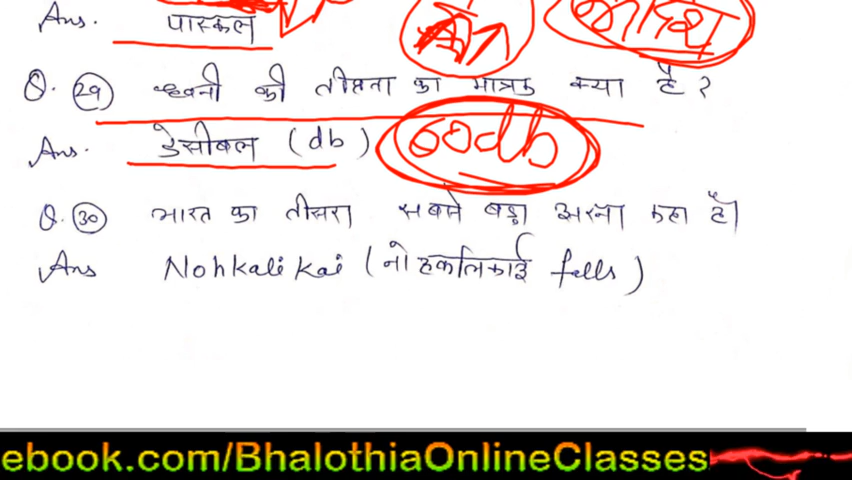 Ans. पास्कल
Q. 29 ध्वनी की तीव्रता का मात्रक क्या है ?
Ans. डेसीबल (db) 60db
Q. 30 भारत का तीसरा सबसे बड़ा झरना कहा है।
Ans Nohkalikai (नोहकलिकाई falls)
ebook.com/BhalothiaOnlineClasses